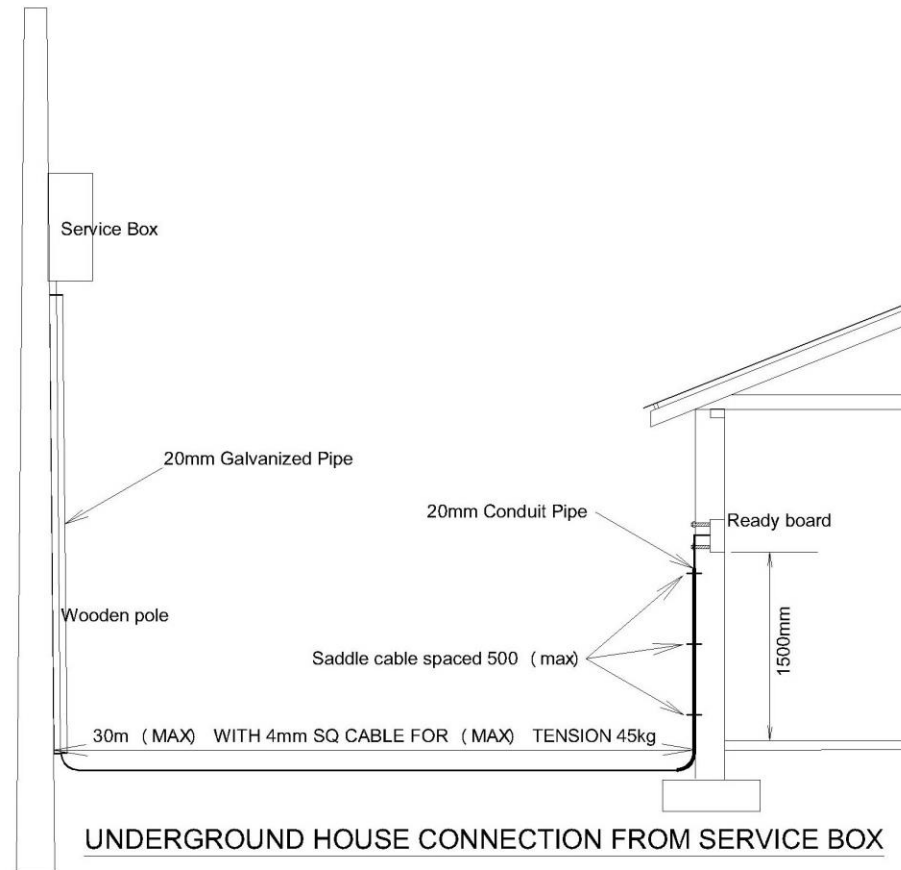 Service Box
20mm Galvanized Pipe
20mm Conduit Pipe
Ready board
Wooden pole
Saddle cable spaced 500 (max)
1500mm
30m (MAX) WITH 4mm SQ CABLE FOR (MAX) TENSION 45kg
UNDERGROUND HOUSE CONNECTION FROM SERVICE BOX